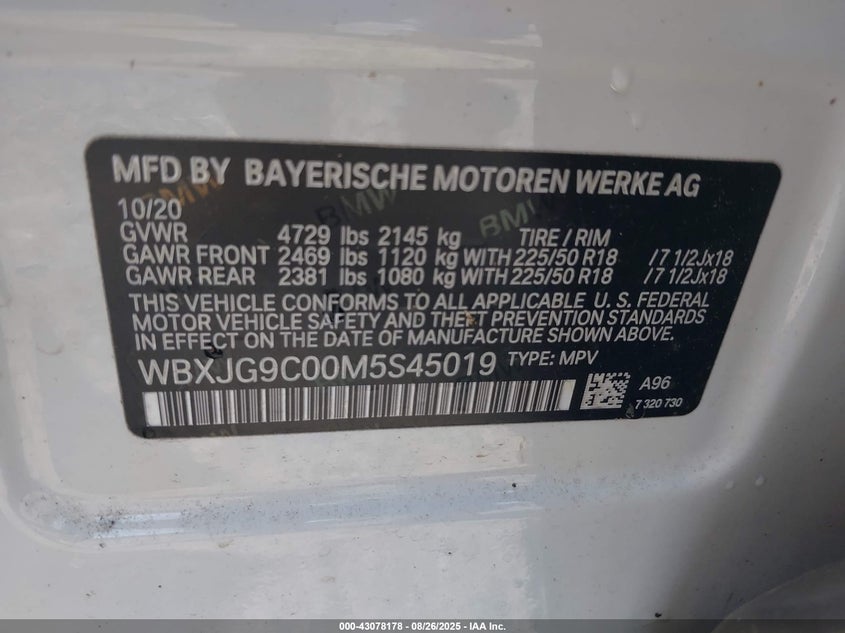 MFD BY BAYERISCHE MOTOREN WERKE AG
10/20
GVWR 4729 lbs 2145 kg TIRE / RIM
GAWR FRONT 2469 lbs 1120 kg WITH 225/50 R18 /7 1/2Jx18
GAWR REAR 2381 lbs 1080 kg WITH 225/50 R18 /7 1/2Jx18
THIS VEHICLE CONFORMS TO ALL APPLICABLE U.S. FEDERAL
MOTOR VEHICLE SAFETY AND THEFT PREVENTION STANDARDS
IN EFFECT ON THE DATE OF MANUFACTURE SHOWN ABOVE.
WBXJG9C00M5S45019 TYPE: MPV
A96
7 320 730
BMW
BMW
BMW
000-43078178 - 08/26/2025 - IAA Inc.